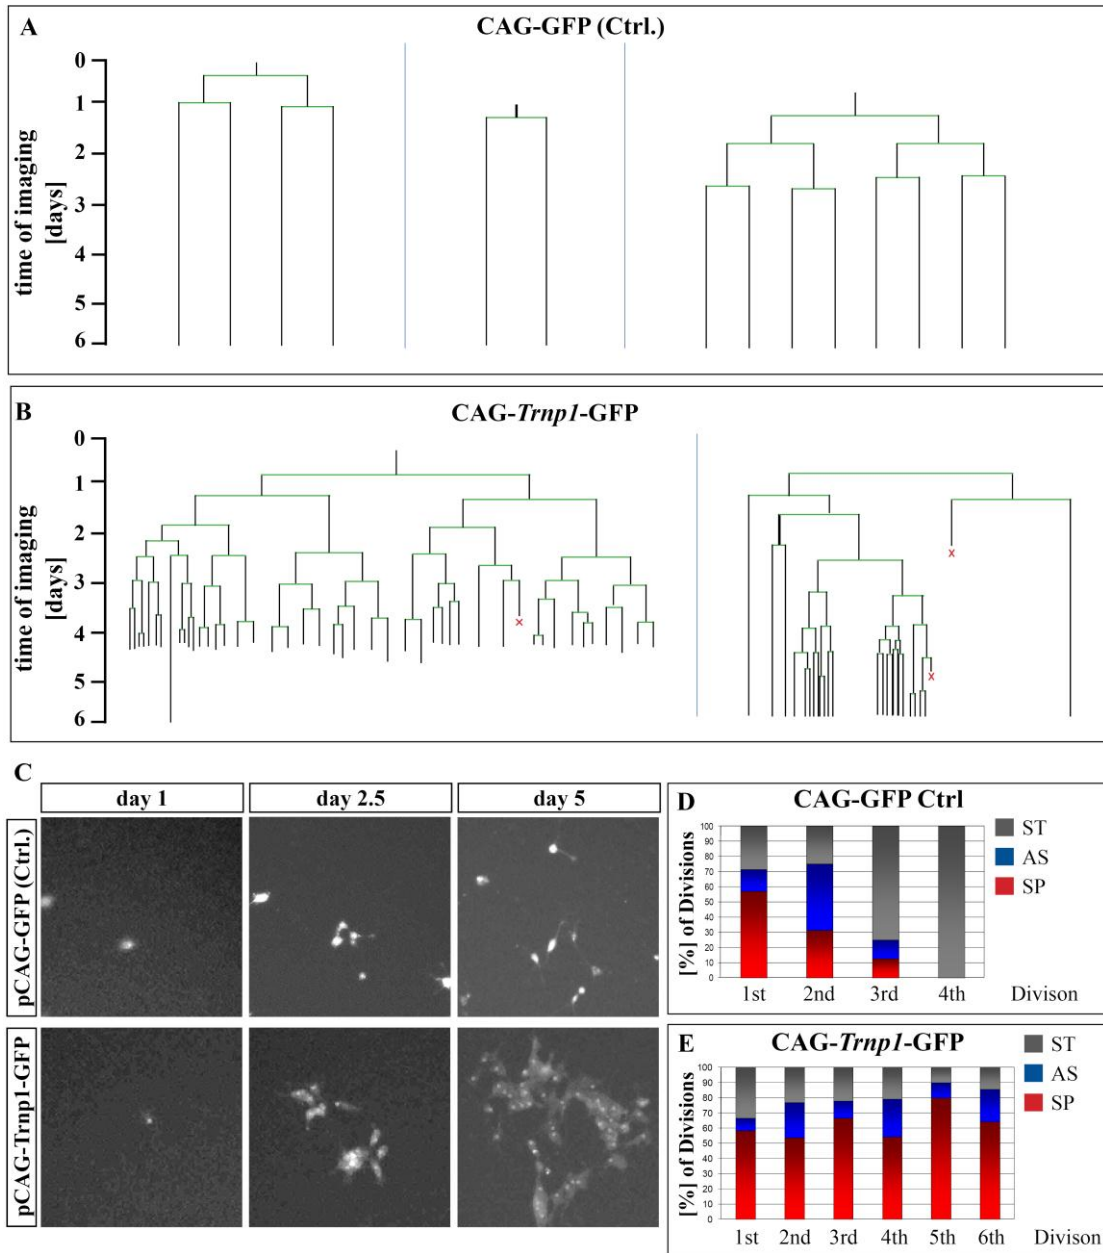 A
CAG-GFP (Ctrl.)
time of imaging
[days]
0
1
2
3
4
5
6
B
CAG-Trnp1-GFP
time of imaging
[days]
0
1
2
3
4
5
6
x
x
x
C
day 1
day 2.5
day 5
pCAG-GFP (Ctrl.)
pCAG-Trnp1-GFP
D
CAG-GFP Ctrl
[%] of Divisions
100
90
80
70
60
50
40
30
20
10
0
1st 2nd 3rd 4th Divison
ST
AS
SP
E
CAG-Trnp1-GFP
[%] of Divisions
100
90
80
70
60
50
40
30
20
10
0
1st 2nd 3rd 4th 5th 6th Divison
ST
AS
SP